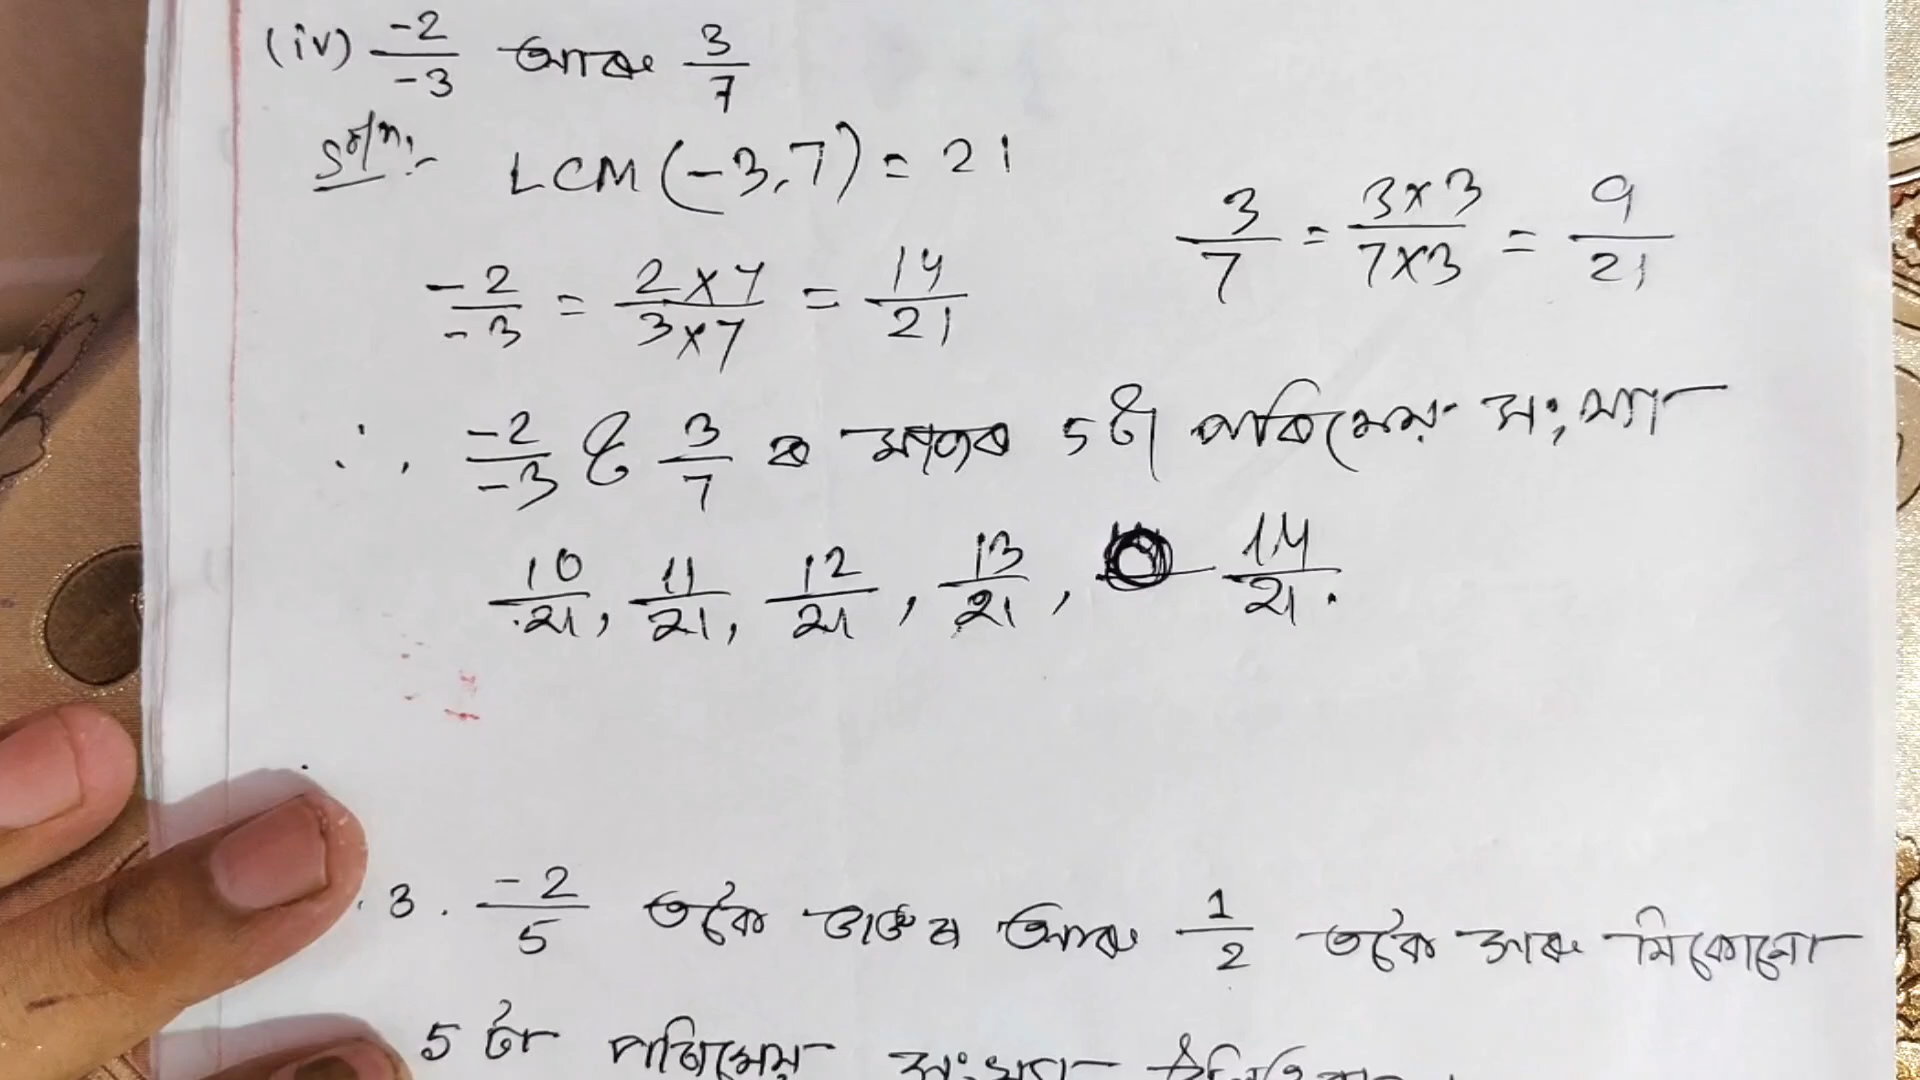 (iv) -2/-3 আৰু 3/7
Soln:- LCM (-3,7) = 21
-2/-3 = 2×7/3×7 = 14/21
3/7 = 3×3/7×3 = 9/21
∴ -2/-3 ও 3/7 ৰ মাজৰ 5টা পৰিমেয় সংখ্যা
10/21, 11/21, 12/21, 13/21, 14/21.
3. -2/5 তকৈ ডাঙৰ আৰু 1/2 তকৈ সৰু যিকোনো
5 টা পৰিমেয় সংখ্যা